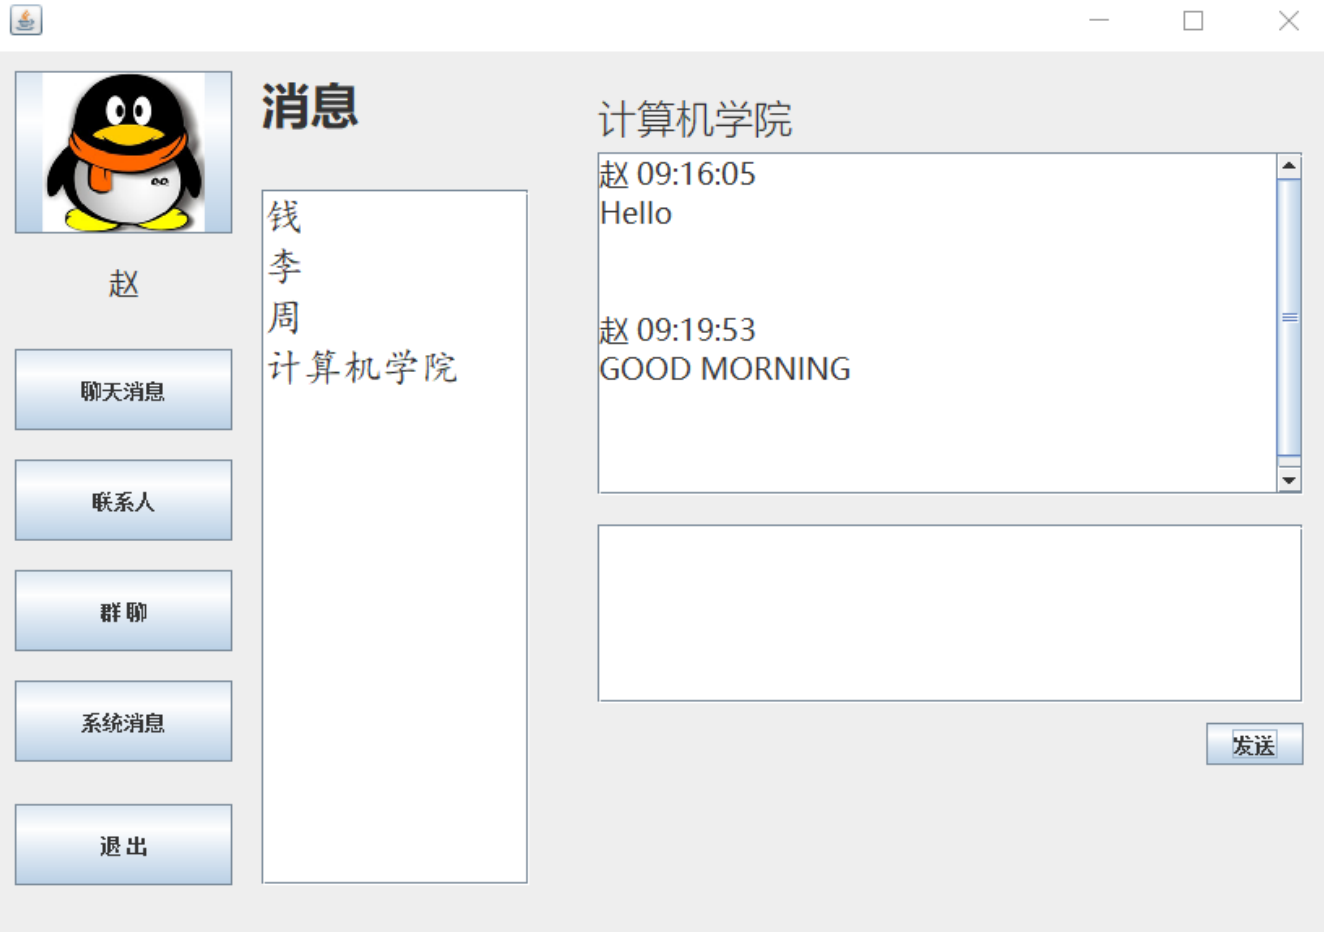 赵
聊天消息
联系人
群 聊
系统消息
退 出
消息
钱
李
周
计算机学院
计算机学院
赵 09:16:05
Hello
赵 09:19:53
GOOD MORNING
发送